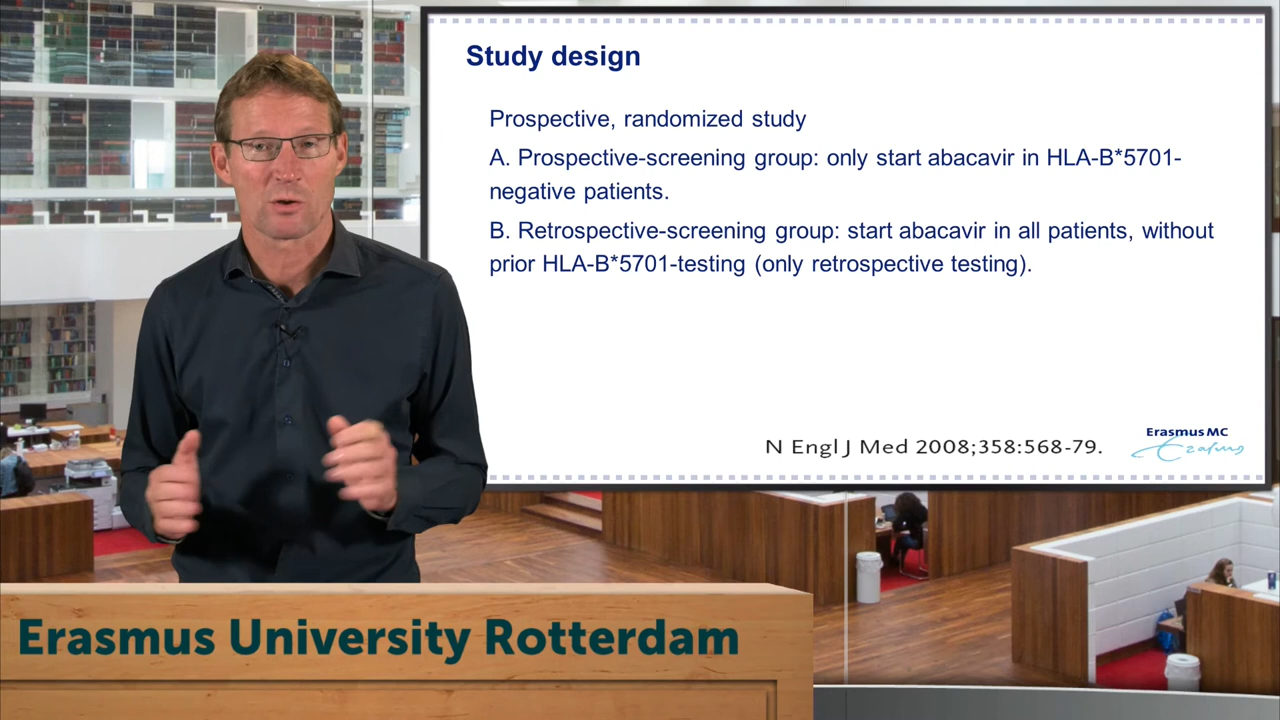 Study design
Prospective, randomized study
A. Prospective-screening group: only start abacavir in HLA-B*5701-
negative patients.
B. Retrospective-screening group: start abacavir in all patients, without
prior HLA-B*5701-testing (only retrospective testing).
N Engl J Med 2008;358:568-79.
Erasmus MC
Erasmus
Erasmus University Rotterdam